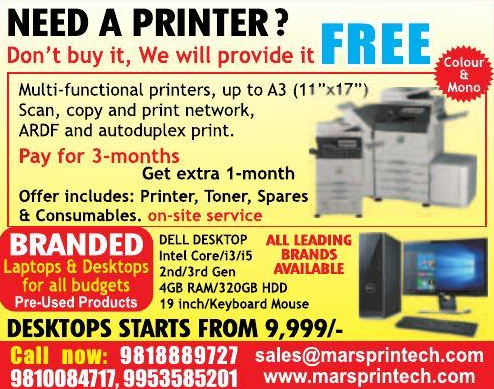 NEED A PRINTER?
Don't buy it, We will provide it FREE
Colour
&
Mono
Multi-functional printers, up to A3 (11”x17”)
Scan, copy and print network,
ARDF and autoduplex print.
Pay for 3-months
Get extra 1-month
Offer includes: Printer, Toner, Spares
& Consumables. on-site service
BRANDED
Laptops & Desktops
for all budgets
Pre-Used Products
DELL DESKTOP
Intel Core/i3/i5
2nd/3rd Gen
4GB RAM/320GB HDD
19 inch/Keyboard Mouse
ALL LEADING
BRANDS
AVAILABLE
DESKTOPS STARTS FROM 9,999/-
Call now: 9818889727
9810084717, 9953585201
sales@marsprintech.com
www.marsprintech.com